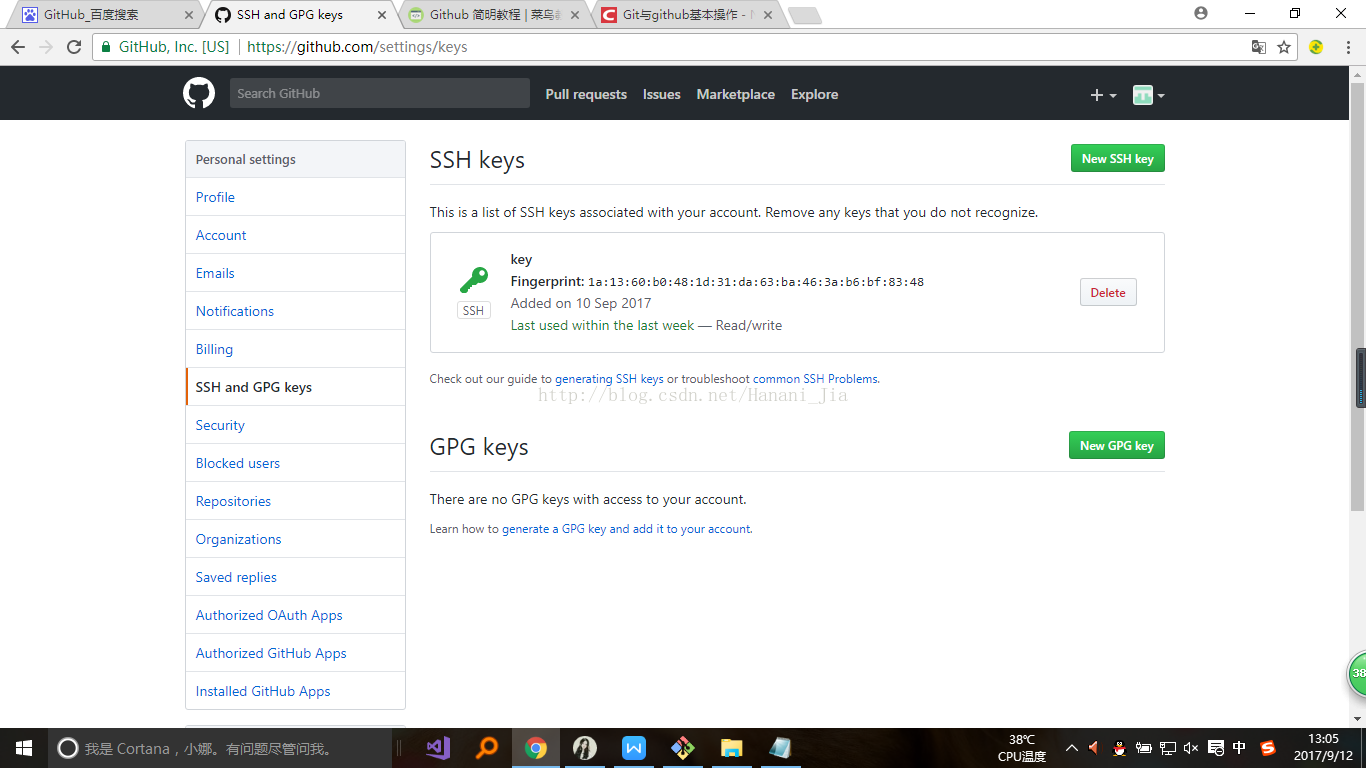 GitHub_百度搜索
SSH and GPG keys
Github 简明教程 | 菜鸟
Git与github基本操作 -
GitHub, Inc. [US]
https://github.com/settings/keys
Search GitHub
Pull requests
Issues
Marketplace
Explore
Personal settings
Profile
Account
Emails
Notifications
Billing
SSH and GPG keys
Security
Blocked users
Repositories
Organizations
Saved replies
Authorized OAuth Apps
Authorized GitHub Apps
Installed GitHub Apps
SSH keys
New SSH key
This is a list of SSH keys associated with your account. Remove any keys that you do not recognize.
key
Fingerprint: 1a:13:60:b0:48:1d:31:da:63:ba:46:3a:b6:bf:83:48
SSH
Added on 10 Sep 2017
Last used within the last week — Read/write
Delete
Check out our guide to generating SSH keys or troubleshoot common SSH Problems.
http://blog.csdn.net/Hanani_Jia
GPG keys
New GPG key
There are no GPG keys with access to your account.
Learn how to generate a GPG key and add it to your account.
38
我是 Cortana，小娜。有问题尽管问我。
38℃
CPU温度
中
13:05
2017/9/12